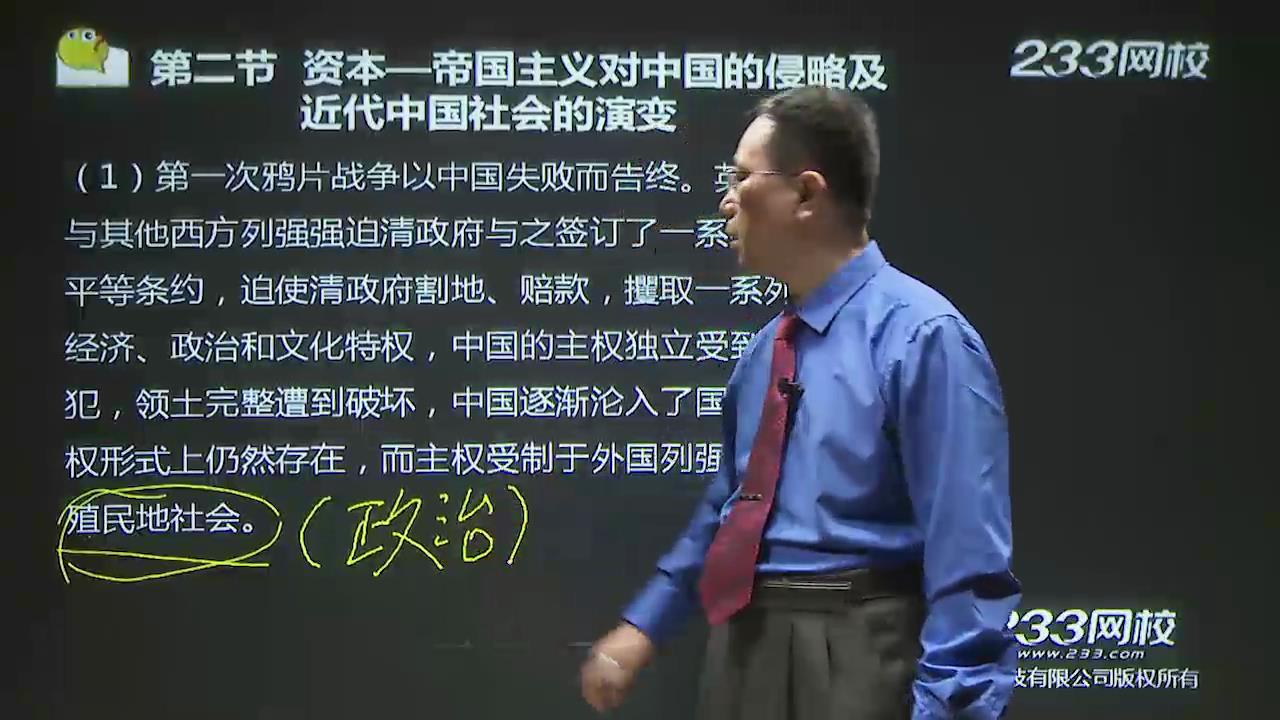 第二节 资本—帝国主义对中国的侵略及
近代中国社会的演变
233网校
（1）第一次鸦片战争以中国失败而告终。
与其他西方列强强迫清政府与之签订了一系
平等条约，迫使清政府割地、赔款，攫取一系列
经济、政治和文化特权，中国的主权独立受到
犯，领土完整遭到破坏，中国逐渐沦入了国
权形式上仍然存在，而主权受制于外国列强
殖民地社会。（政治）
233网校
www.233.com
技有限公司版权所有